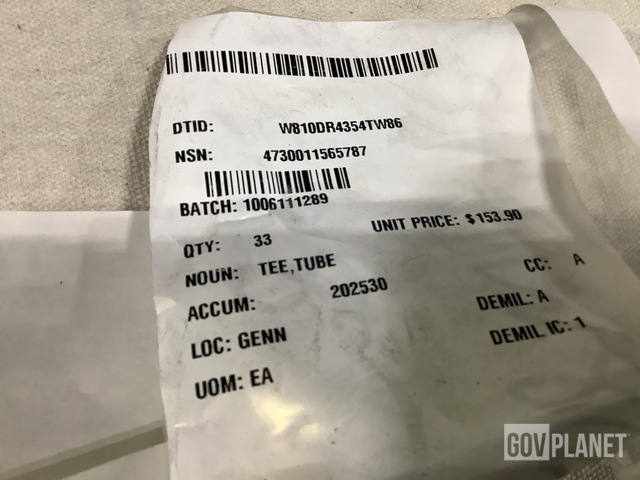 DTID: W810DR4354TW86
NSN: 4730011565787
BATCH: 1006111289
QTY: 33 UNIT PRICE: $153.90
NOUN: TEE,TUBE CC: A
ACCUM: 202530 DEMIL: A
LOC: GENN DEMIL IC: 1
UOM: EA
GOVPLANET